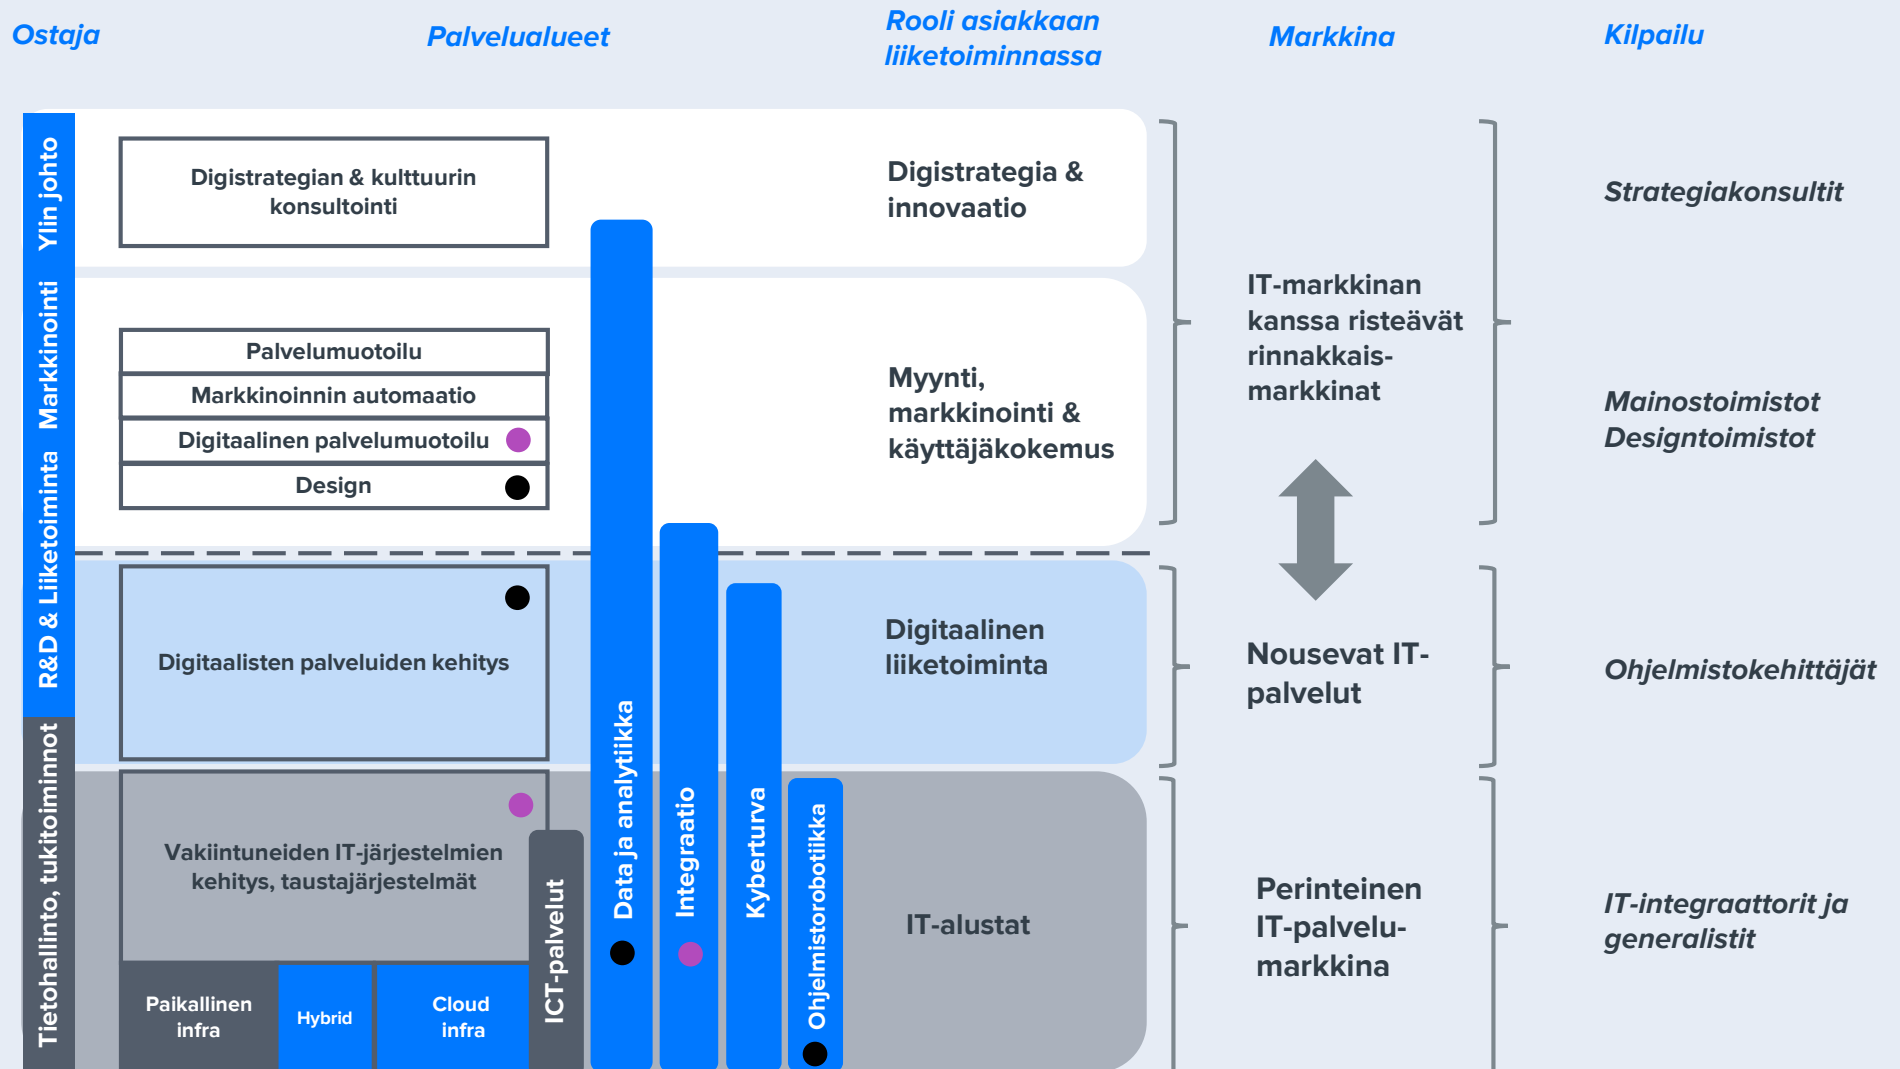 Ostaja
Palvelualueet
Rooli asiakkaan
liiketoiminnassa
Markkina
Kilpailu
Ylin johto
Markkinointi
R&D & Liiketoiminta
Tietohallinto, tukitoiminnot
Digistrategian & kulttuurin
konsultointi
Digistrategia &
innovaatio
Strategiakonsultit
IT-markkinan
kanssa risteävät
rinnakkais-
markkinat
Palvelumuotoilu
Markkinoinnin automaatio
Digitaalinen palvelumuotoilu
Design
Myynti,
markkinointi &
käyttäjäkokemus
Mainostoimistot
Designtoimistot
Digitaalisten palveluiden kehitys
Digitaalinen
liiketoiminta
Nousevat IT-
palvelut
Ohjelmistokehittäjät
Vakiintuneiden IT-järjestelmien
kehitys, taustajärjestelmät
Paikallinen
infra
Hybrid
Cloud
infra
ICT-palvelut
Data ja analytiikka
Integraatio
Kyberturva
Ohjelmistorobotiikka
IT-alustat
Perinteinen
IT-palvelu-
markkina
IT-integraattorit ja
generalistit